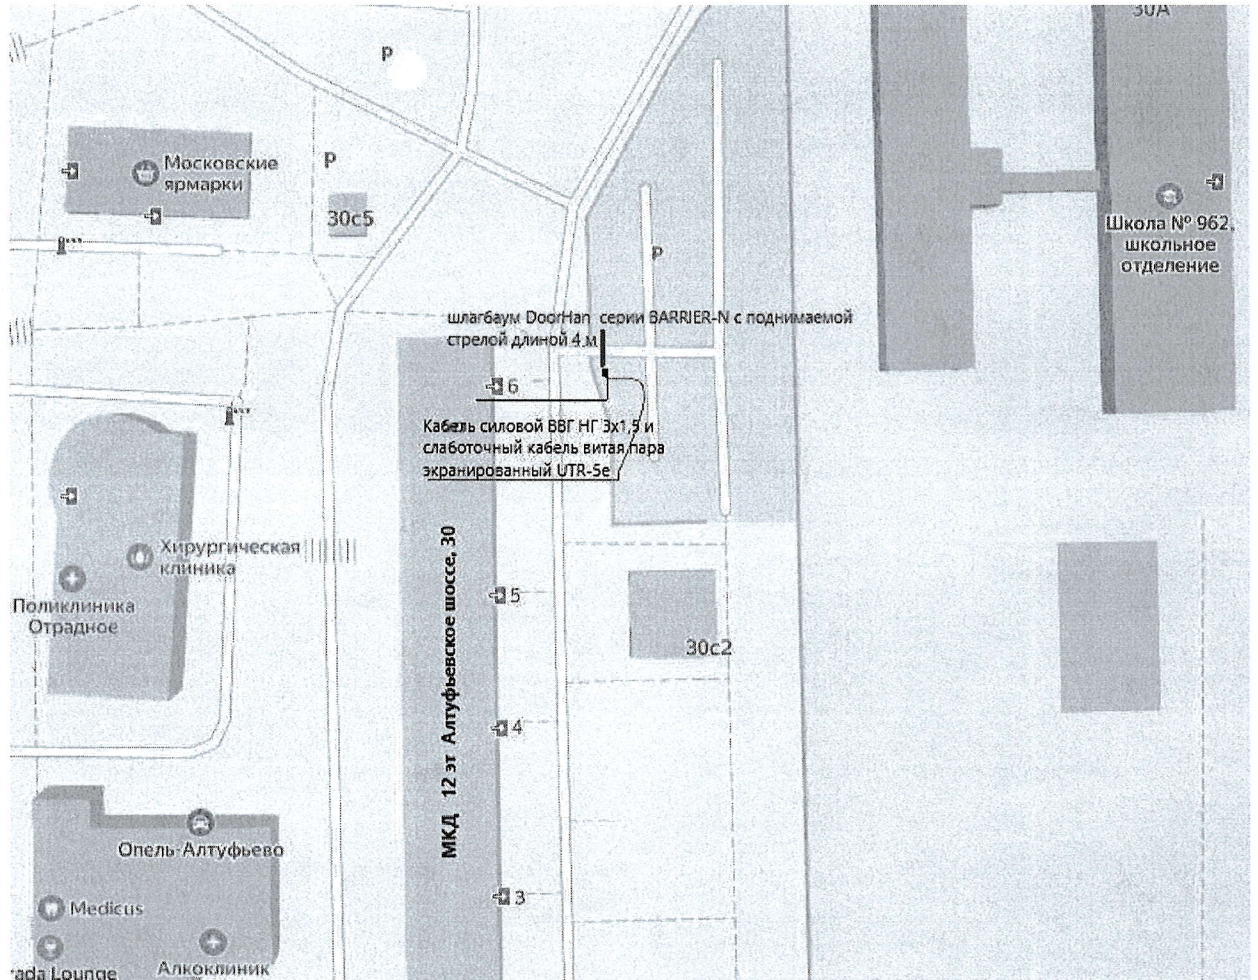 30А
P
Московские
ярмарки
P
30с5
Школа № 962,
школьное
отделение
P
шлагбаум DoorHan серии BARRIER-N с поднимаемой
стрелой длиной 4 м
6
Кабель силовой ВВГ НГ 3х1,5 и
слаботочный кабель витая пара
экранированный UTR-5e
Хирургическая
клиника
Поликлиника
Отрадное
5
30с2
МКД 12 эт Алтуфьевское шоссе, 30
4
Опель-Алтуфьево
3
Medicus
Алкоклиник
rada Lounge